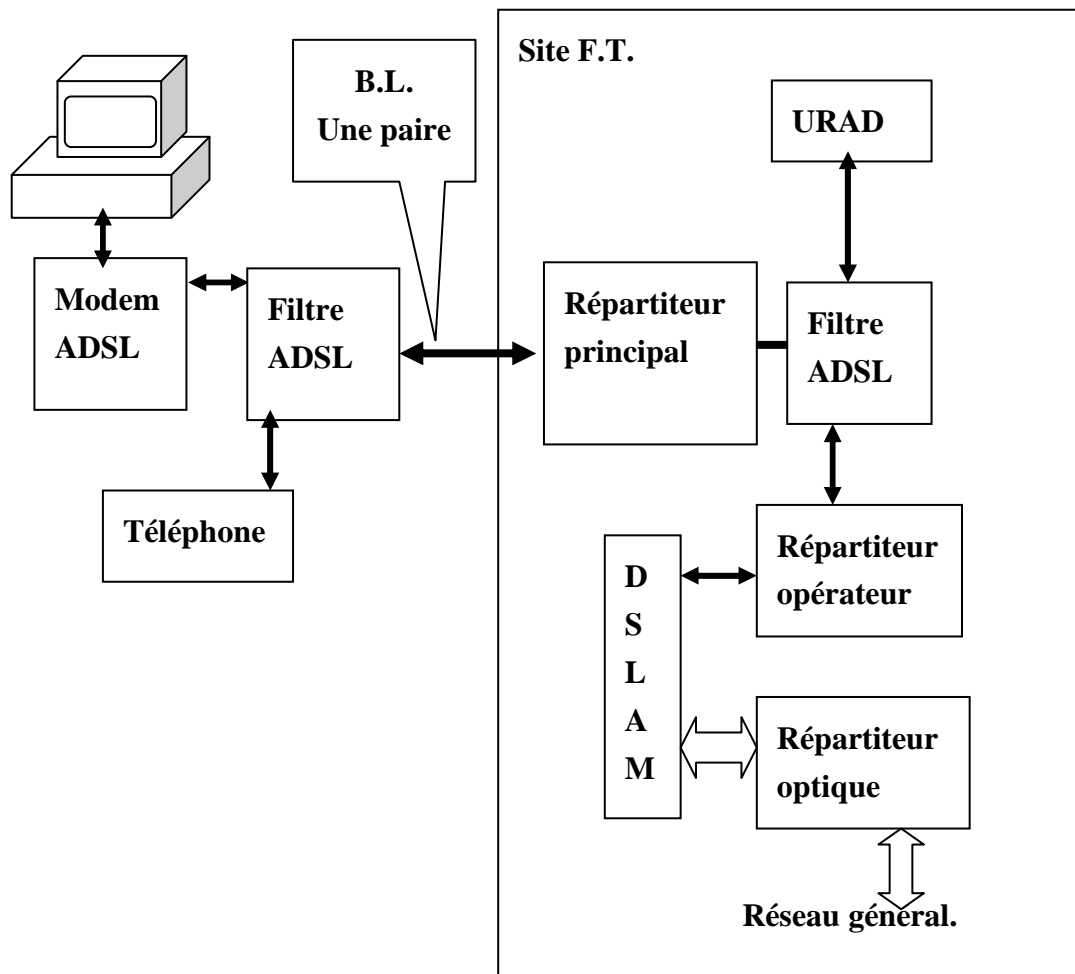 Site F.T.
B.L.
Une paire
URAD
Modem
ADSL
Filtre
ADSL
Répartiteur
principal
Filtre
ADSL
Téléphone
D
S
L
A
M
Répartiteur
opérateur
Répartiteur
optique
Réseau général.